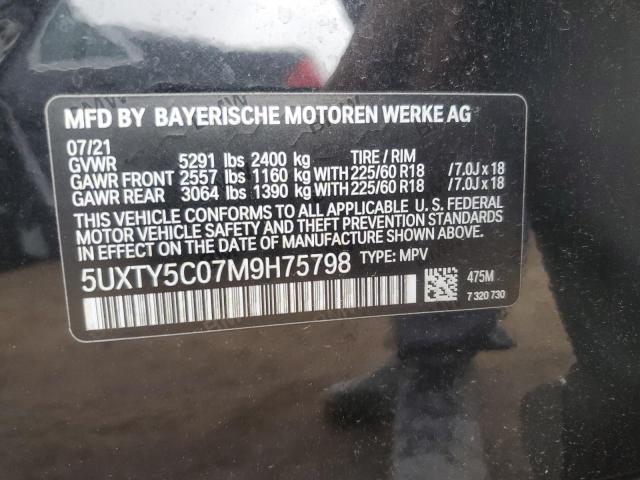 MFD BY BAYERISCHE MOTOREN WERKE AG
07/21
GVWR 5291 lbs 2400 kg TIRE / RIM
GAWR FRONT 2557 lbs 1160 kg WITH 225/60 R18 /7.0J x 18
GAWR REAR 3064 lbs 1390 kg WITH 225/60 R18 /7.0J x 18
THIS VEHICLE CONFORMS TO ALL APPLICABLE U. S. FEDERAL
MOTOR VEHICLE SAFETY AND THEFT PREVENTION STANDARDS
IN EFFECT ON THE DATE OF MANUFACTURE SHOWN ABOVE.
5UXTY5C07M9H75798 TYPE: MPV
475M
7 320 730